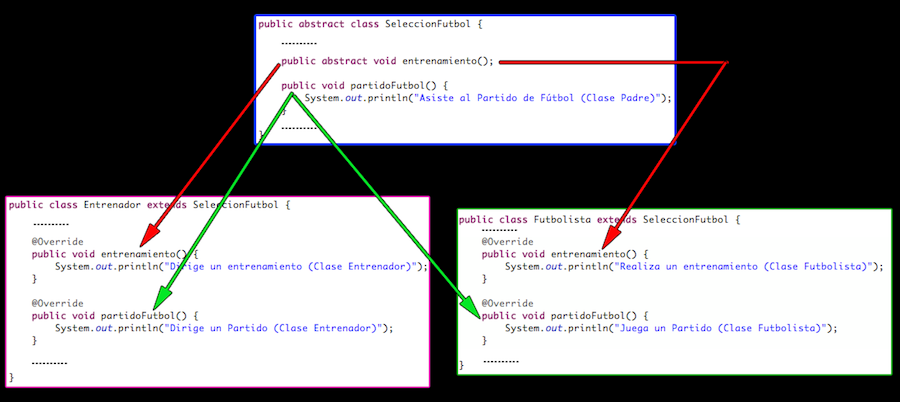 public abstract class SeleccionFutbol {
----------
public abstract void entrenamiento();
public void partidoFutbol() {
System.out.println("Asiste al Partido de Fútbol (Clase Padre)");
}
----------
}
public class Entrenador extends SeleccionFutbol {
----------
@Override
public void entrenamiento() {
System.out.println("Dirige un entrenamiento (Clase Entrenador)");
}
@Override
public void partidoFutbol() {
System.out.println("Dirige un Partido (Clase Entrenador)");
}
----------
}
public class Futbolista extends SeleccionFutbol {
----------
@Override
public void entrenamiento() {
System.out.println("Realiza un entrenamiento (Clase Futbolista)");
}
@Override
public void partidoFutbol() {
System.out.println("Juega un Partido (Clase Futbolista)");
}
----------
}